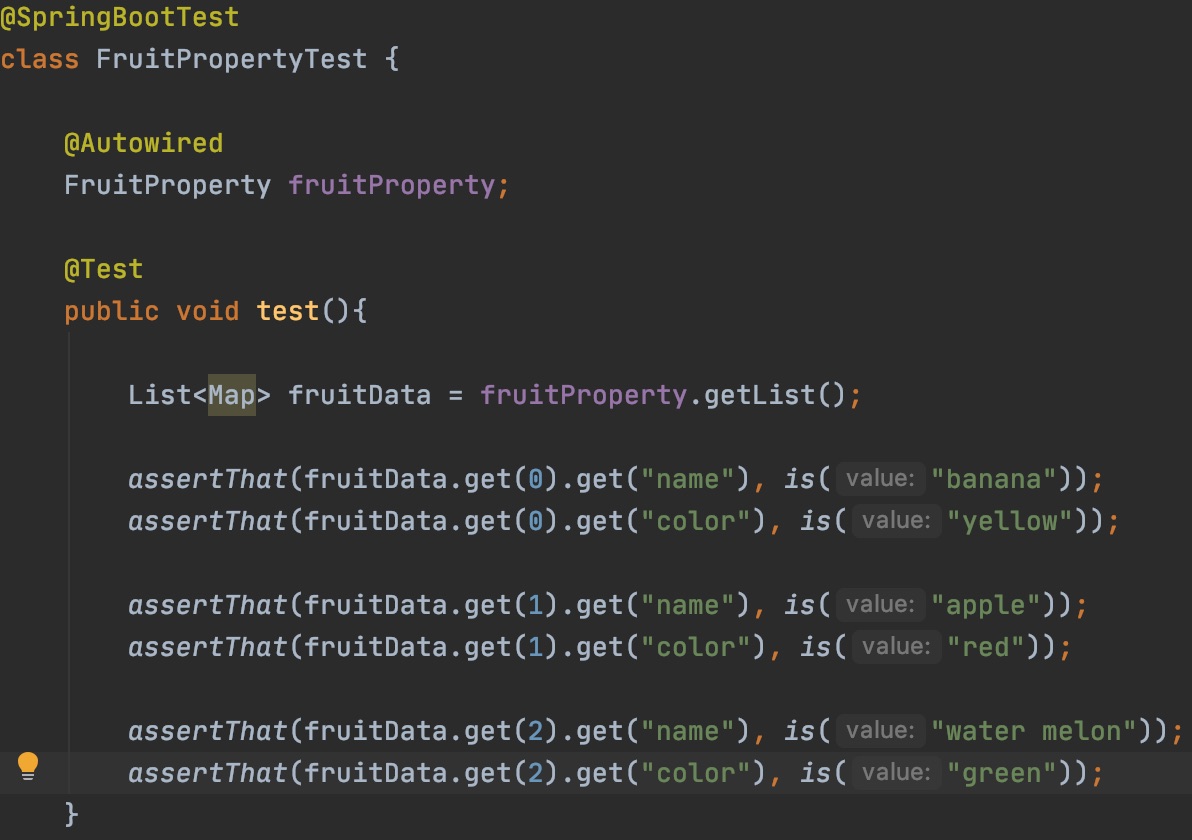 @SpringBootTest
class FruitPropertyTest {
@Autowired
FruitProperty fruitProperty;
@Test
public void test(){
List<Map> fruitData = fruitProperty.getList();
assertThat(fruitData.get(0).get("name"), is( value: "banana"));
assertThat(fruitData.get(0).get("color"), is( value: "yellow"));
assertThat(fruitData.get(1).get("name"), is( value: "apple"));
assertThat(fruitData.get(1).get("color"), is( value: "red"));
assertThat(fruitData.get(2).get("name"), is( value: "water melon"));
assertThat(fruitData.get(2).get("color"), is( value: "green"));
}